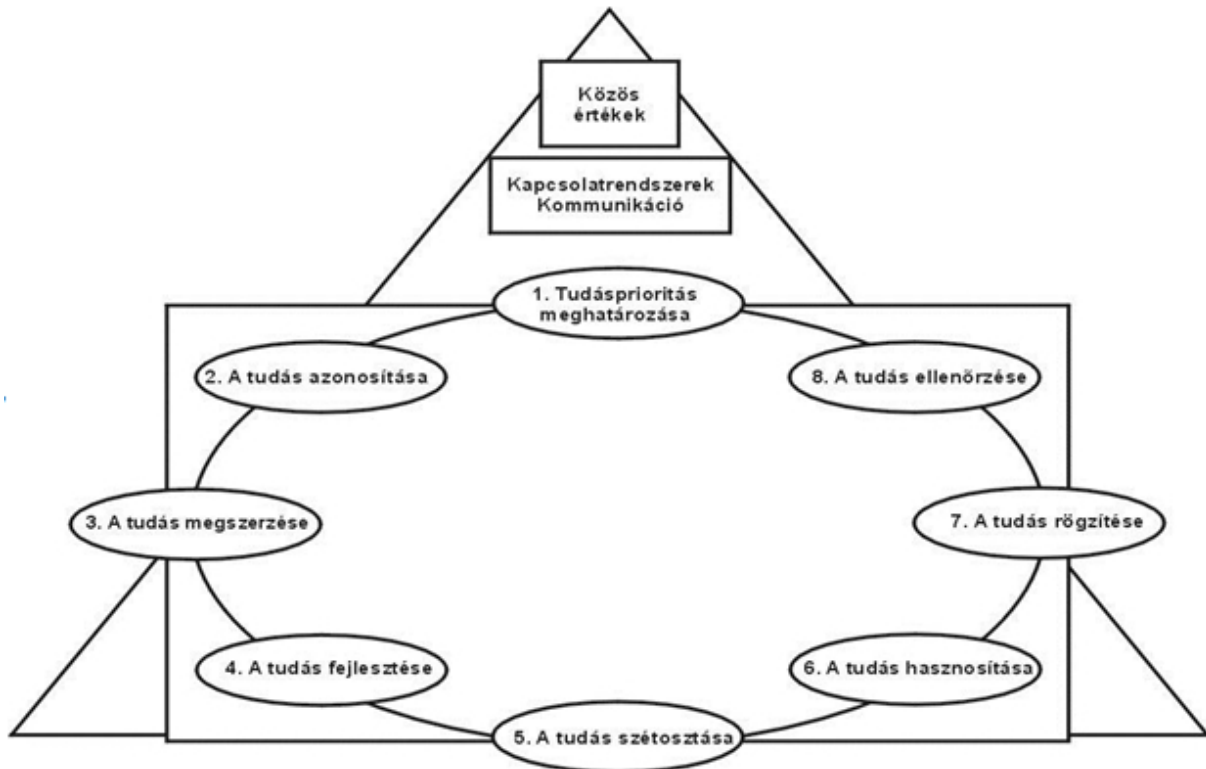 Közös
értékek
Kapcsolatrendszerek
Kommunikáció
1. Tudásprioritás
meghatározása
2. A tudás azonosítása
8. A tudás ellenőrzése
3. A tudás megszerzése
7. A tudás rögzítése
4. A tudás fejlesztése
6. A tudás hasznosítása
5. A tudás szétosztása